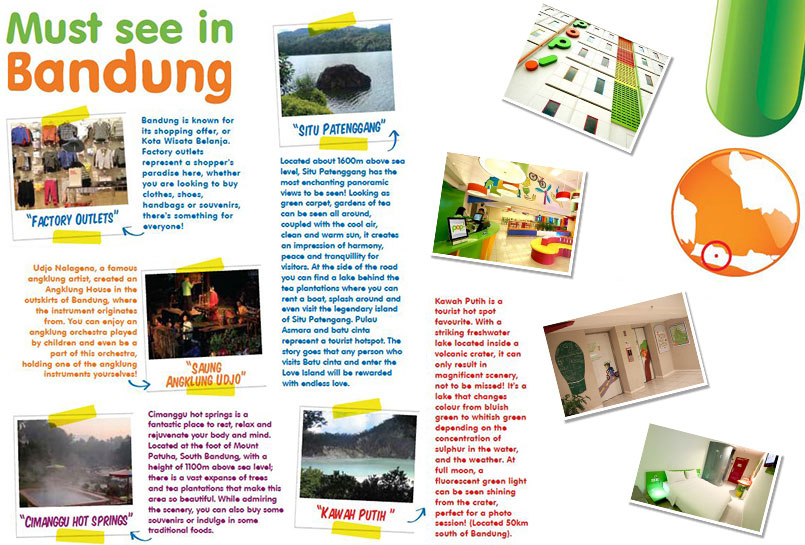 Must see in
Bandung
"FACTORY OUTLETS"
Bandung is known for
its shopping offer, or
Kota Wisata Belanja.
Factory outlets
represent a shopper's
paradise here, whether
you are looking to buy
clothes, shoes,
handbags or souvenirs,
there's something for
everyone!
Udjo Nalagena, a famous
angklung artist, created an
Angklung House in the
outskirts of Bandung, where
the instrument originates
from. You can enjoy an
angklung orchestra played
by children and even be a
part of this orchestra,
holding one of the angklung
instruments yourselves!
"SAUNG
ANGKLUNG UDJO"
"CIMANGGU HOT SPRINGS"
Cimanggu hot springs is a
fantastic place to rest, relax and
rejuvenate your body and mind.
Located at the foot of Mount
Patuha, South Bandung, with a
height of 1100m above sea level;
there is a vast expanse of trees
and tea plantations that make this
area so beautiful. While admiring
the scenery, you can also buy some
souvenirs or indulge in some
traditional foods.
"SITU PATENGGANG"
Located about 1600m above sea
level, Situ Patenggang has the
most enchanting panoramic
views to be seen! Looking as
green carpet, gardens of tea
can be seen all around,
coupled with the cool air,
clean and warm sun, it creates
an impression of harmony,
peace and tranquillity for
visitors. At the side of the road
you can find a lake behind the
tea plantations where you can
rent a boat, splash around and
even visit the legendary island
of Situ Patengang. Pulau
Asmara and batu cinta
represent a tourist hotspot. The
story goes that any person who
visits Batu cinta and enter the
Love Island will be rewarded
with endless love.
"KAWAH PUTIH "
Kawah Putih is a
tourist hot spot
favourite. With a
striking freshwater
lake located inside a
volcanic crater, it can
only result in
magnificent scenery,
not to be missed! It's a
lake that changes
colour from bluish
green to whitish green
depending on the
concentration of
sulphur in the water,
and the weather. At
full moon, a
fluorescent green light
can be seen shining
from the crater,
perfect for a photo
session! (Located 50km
south of Bandung).
pop!
pop!